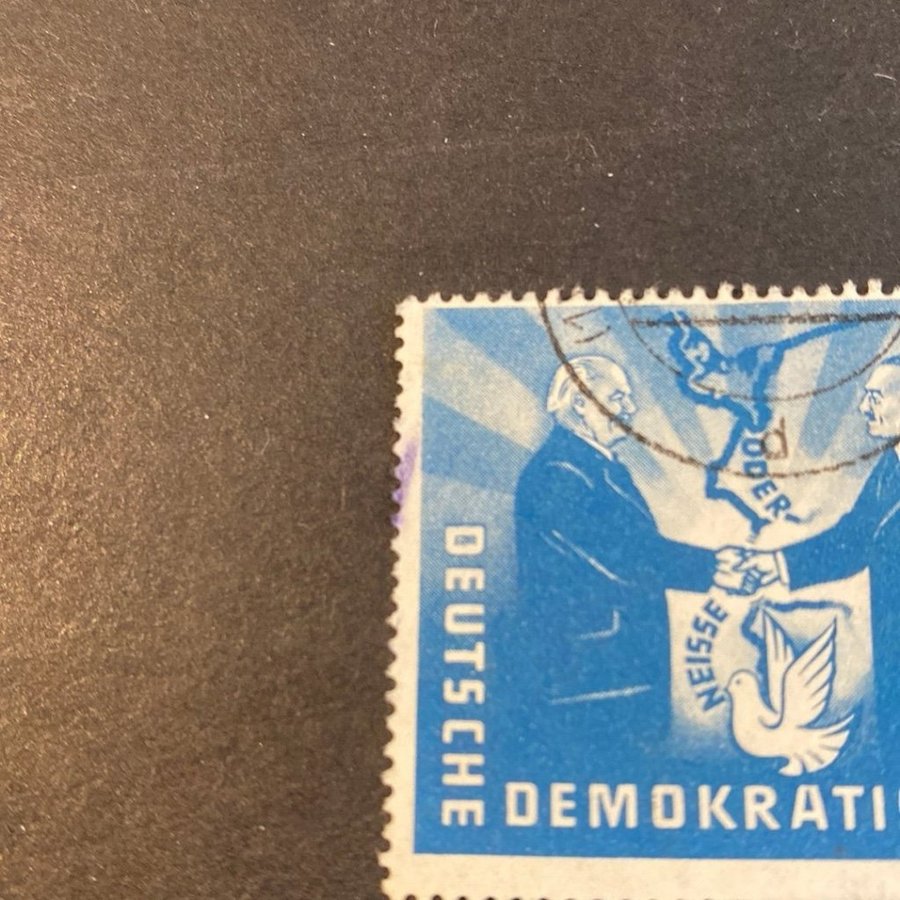 ODER-
NEISSE
DEUTSCHE
DEMOKRATI